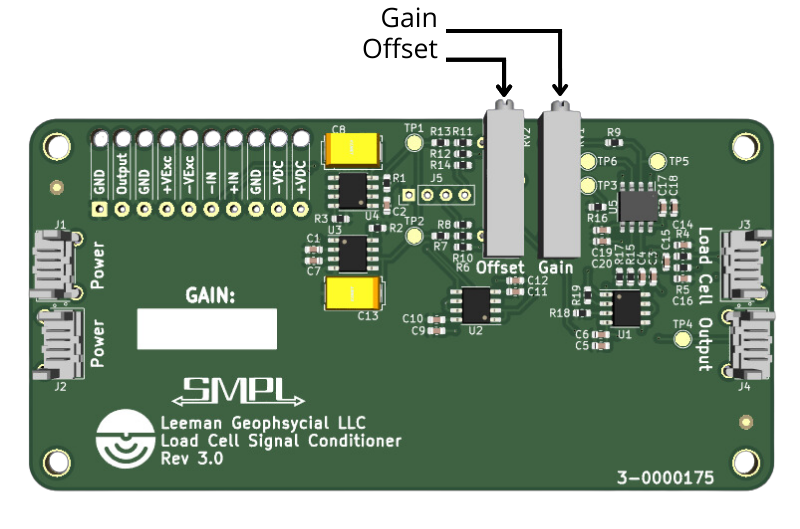 Gain
Offset
C8
TP1
R13 R11
R12
R14
RV2
RV1
R9
TP6
TP5
TP3
GND
Output
GND
+VExc
-VExc
-IN
+IN
GND
-VDC
+VDC
R1
C2
J5
U5
C17
C18
R16
R3
U4
R2
U3
C1
C7
TP2
R8
R7
R10
R6
C19
C20
R17
R15
C4
C3
C15
C14
R4
R5
C16
J1
Power
J3
Load Cell
Offset
Gain
C12
C11
GAIN:
C13
C10
C9
U2
R19
R18
U1
C6
C5
TP4
J2
Power
Output
J4
SMPL
Leeman Geophsycial LLC
Load Cell Signal Conditioner
Rev 3.0
3-0000175